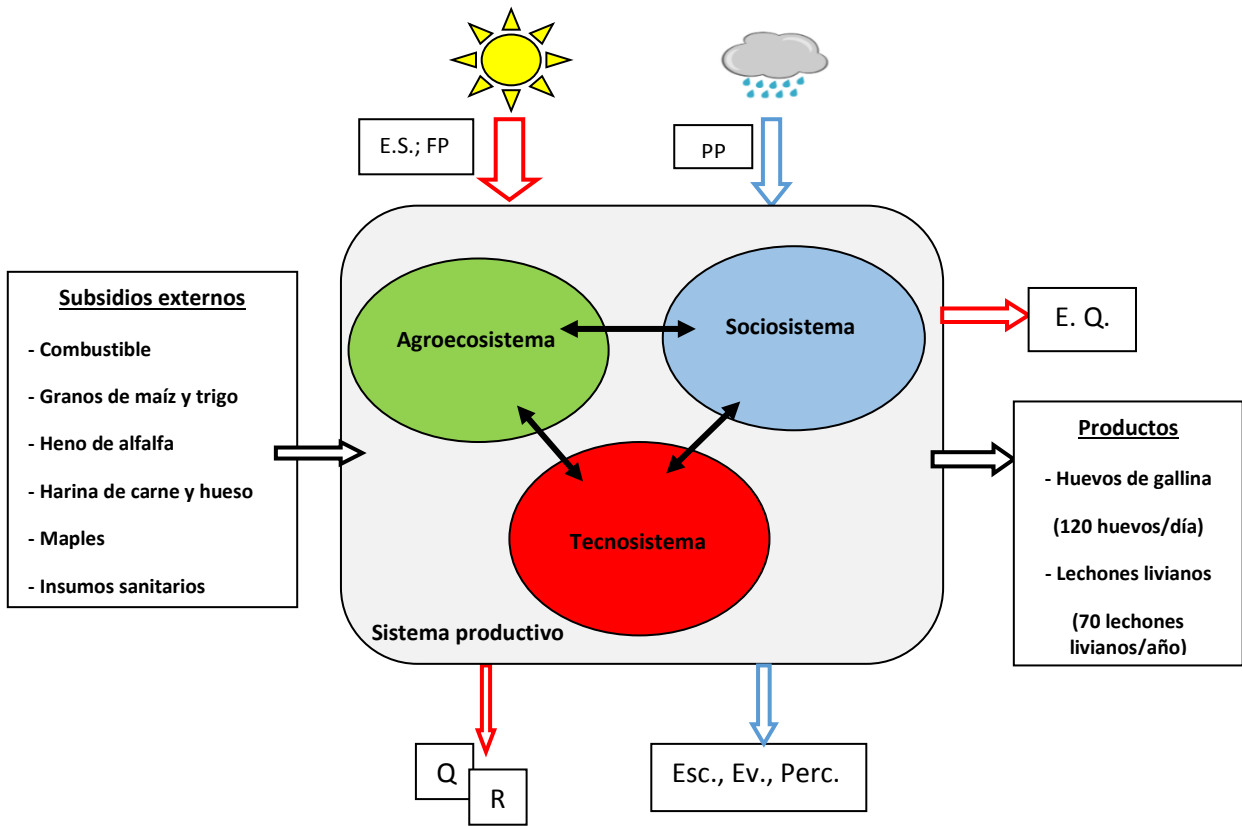 E.S.; FP
PP
Subsidios externos
- Combustible
- Granos de maíz y trigo
- Heno de alfalfa
- Harina de carne y hueso
- Maples
- Insumos sanitarios
Agroecosistema
Sociosistema
Tecnosistema
Sistema productivo
E. Q.
Productos
- Huevos de gallina
(120 huevos/día)
- Lechones livianos
(70 lechones
livianos/año)
Q
R
Esc., Ev., Perc.